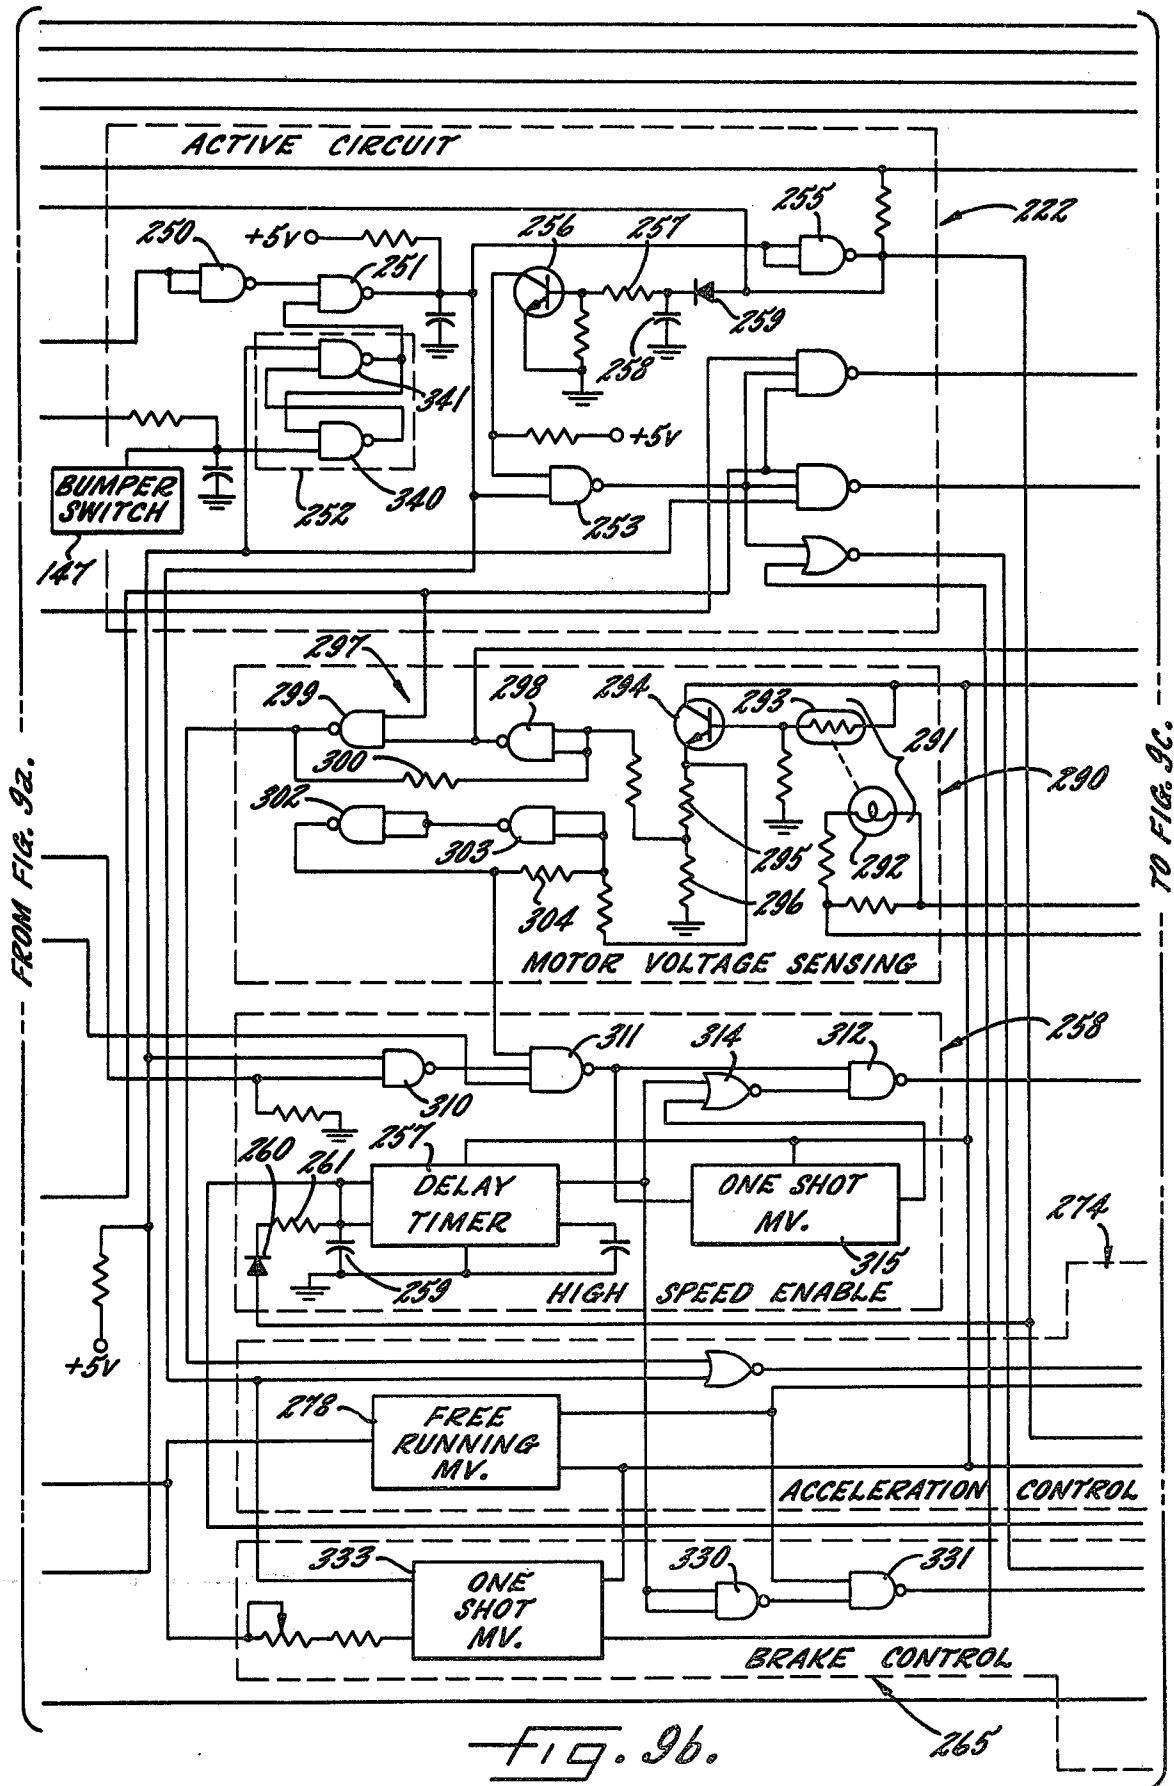 ACTIVE CIRCUIT
222
250
+5v
251
256
257
255
259
258
341
+5v
BUMPER
SWITCH
252
340
253
147
297
299
298
294
293
291
290
300
302
303
304
295
292
296
MOTOR VOLTAGE SENSING
FROM FIG. 9a.
TO FIG. 9c.
311
314
312
258
310
257
260
261
DELAY
TIMER
ONE SHOT
MV.
274
259
315
HIGH SPEED ENABLE
+5v
278
FREE
RUNNING
MV.
ACCELERATION CONTROL
333
ONE
SHOT
MV.
330
331
BRAKE CONTROL
265
Fig. 9b.